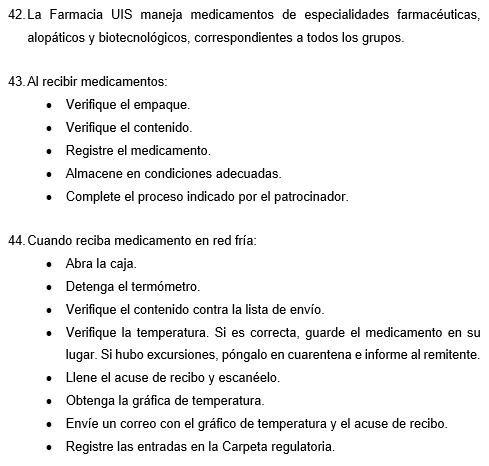 42. La Farmacia UIS maneja medicamentos de especialidades farmacéuticas,
alopáticos y biotecnológicos, correspondientes a todos los grupos.
43. Al recibir medicamentos:
• Verifique el empaque.
• Verifique el contenido.
• Registre el medicamento.
• Almacene en condiciones adecuadas.
• Complete el proceso indicado por el patrocinador.
44. Cuando reciba medicamento en red fría:
• Abra la caja.
• Detenga el termómetro.
• Verifique el contenido contra la lista de envío.
• Verifique la temperatura. Si es correcta, guarde el medicamento en su
lugar. Si hubo excursiones, póngalo en cuarentena e informe al remitente.
• Llene el acuse de recibo y escanéelo.
• Obtenga la gráfica de temperatura.
• Envíe un correo con el gráfico de temperatura y el acuse de recibo.
• Registre las entradas en la Carpeta regulatoria.